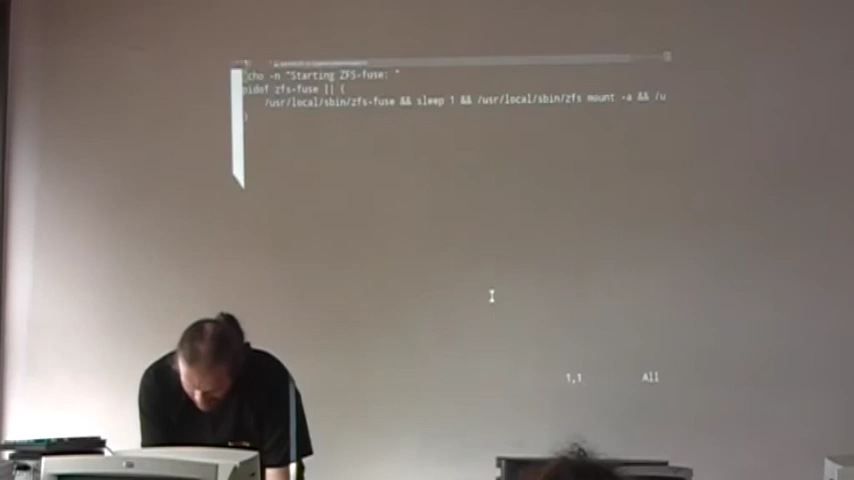 echo -n "Starting ZFS-fuse: "
pidof zfs-fuse || (
/usr/local/sbin/zfs-fuse && sleep 1 && /usr/local/sbin/zfs mount -a && /u
)
1,1 All